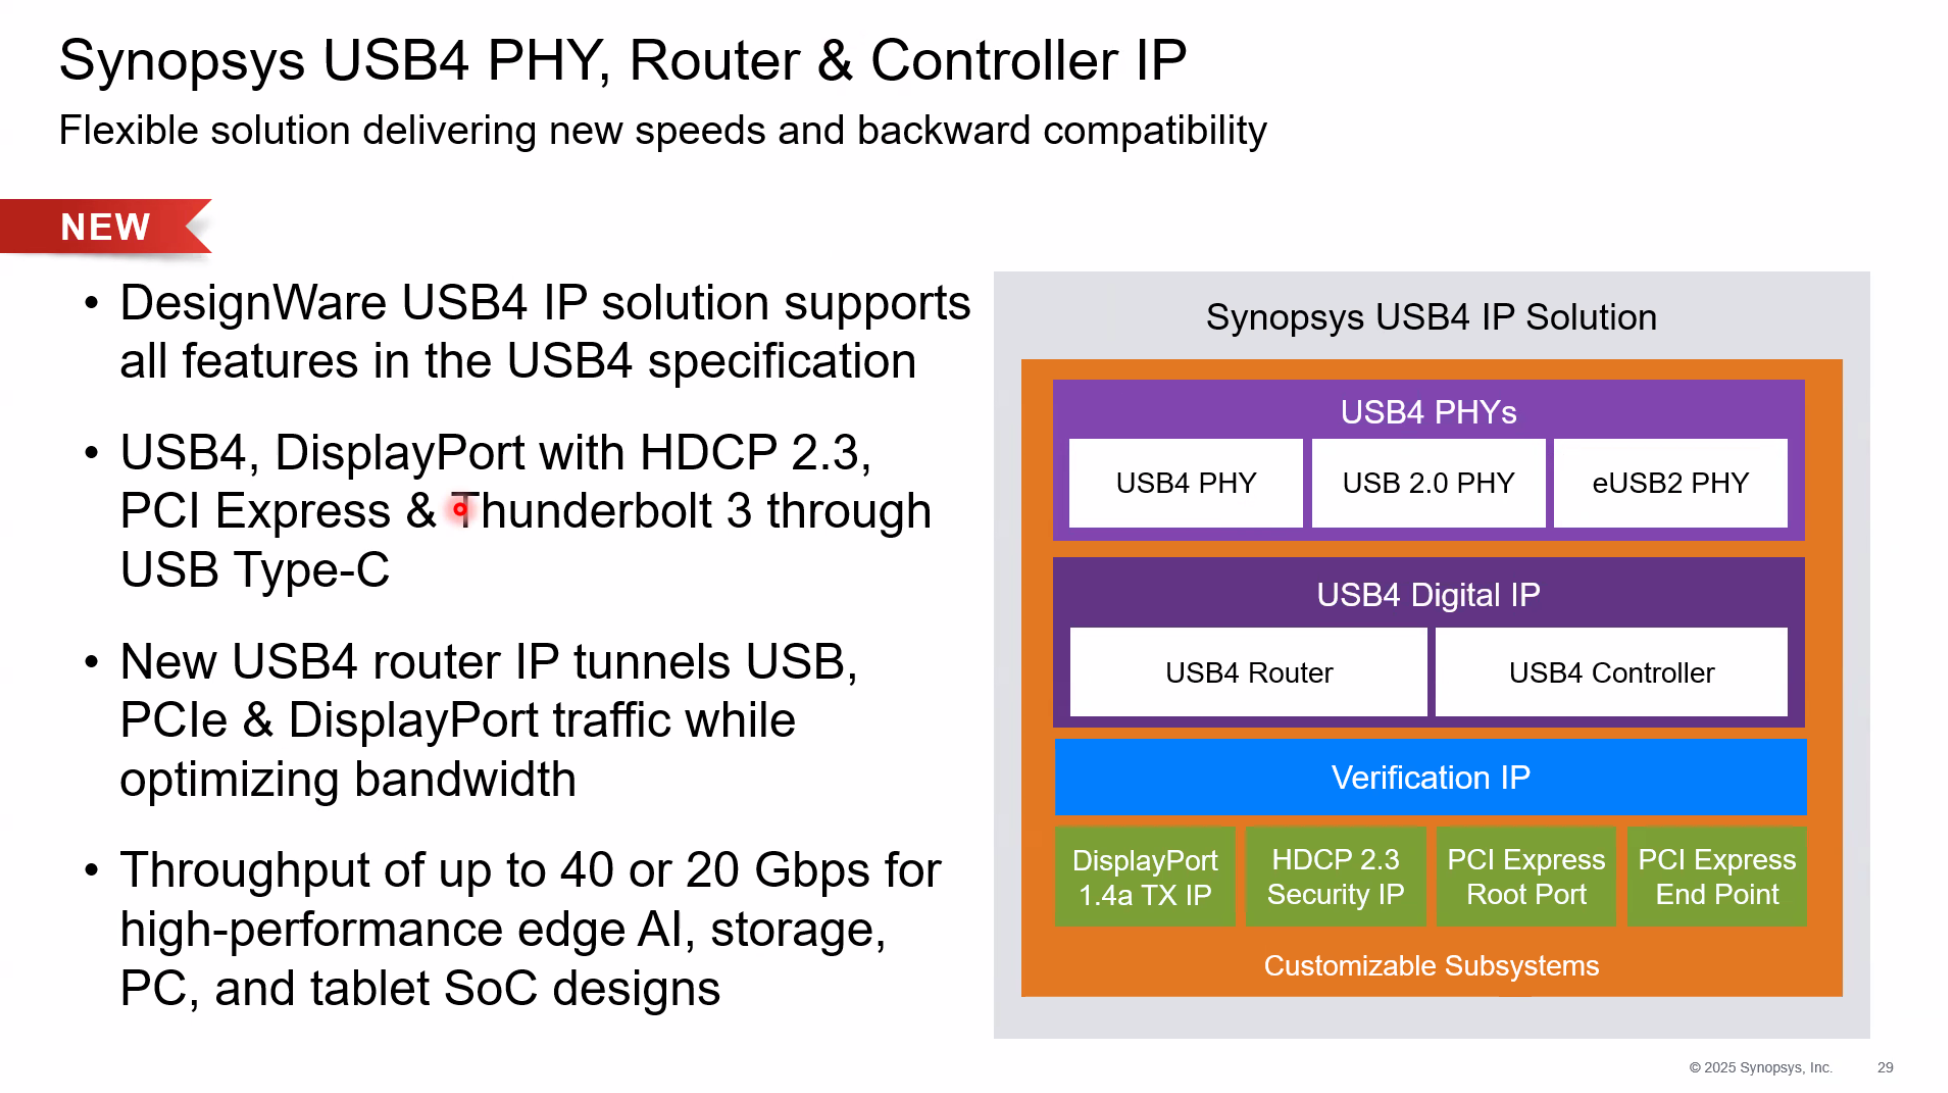 Synopsys USB4 PHY, Router & Controller IP
Flexible solution delivering new speeds and backward compatibility
NEW
• DesignWare USB4 IP solution supports
all features in the USB4 specification
• USB4, DisplayPort with HDCP 2.3,
PCI Express & Thunderbolt 3 through
USB Type-C
• New USB4 router IP tunnels USB,
PCIe & DisplayPort traffic while
optimizing bandwidth
• Throughput of up to 40 or 20 Gbps for
high-performance edge AI, storage,
PC, and tablet SoC designs
Synopsys USB4 IP Solution
USB4 PHYs
USB4 PHY
USB 2.0 PHY
eUSB2 PHY
USB4 Digital IP
USB4 Router
USB4 Controller
Verification IP
DisplayPort
1.4a TX IP
HDCP 2.3
Security IP
PCI Express
Root Port
PCI Express
End Point
Customizable Subsystems
© 2025 Synopsys, Inc.
29